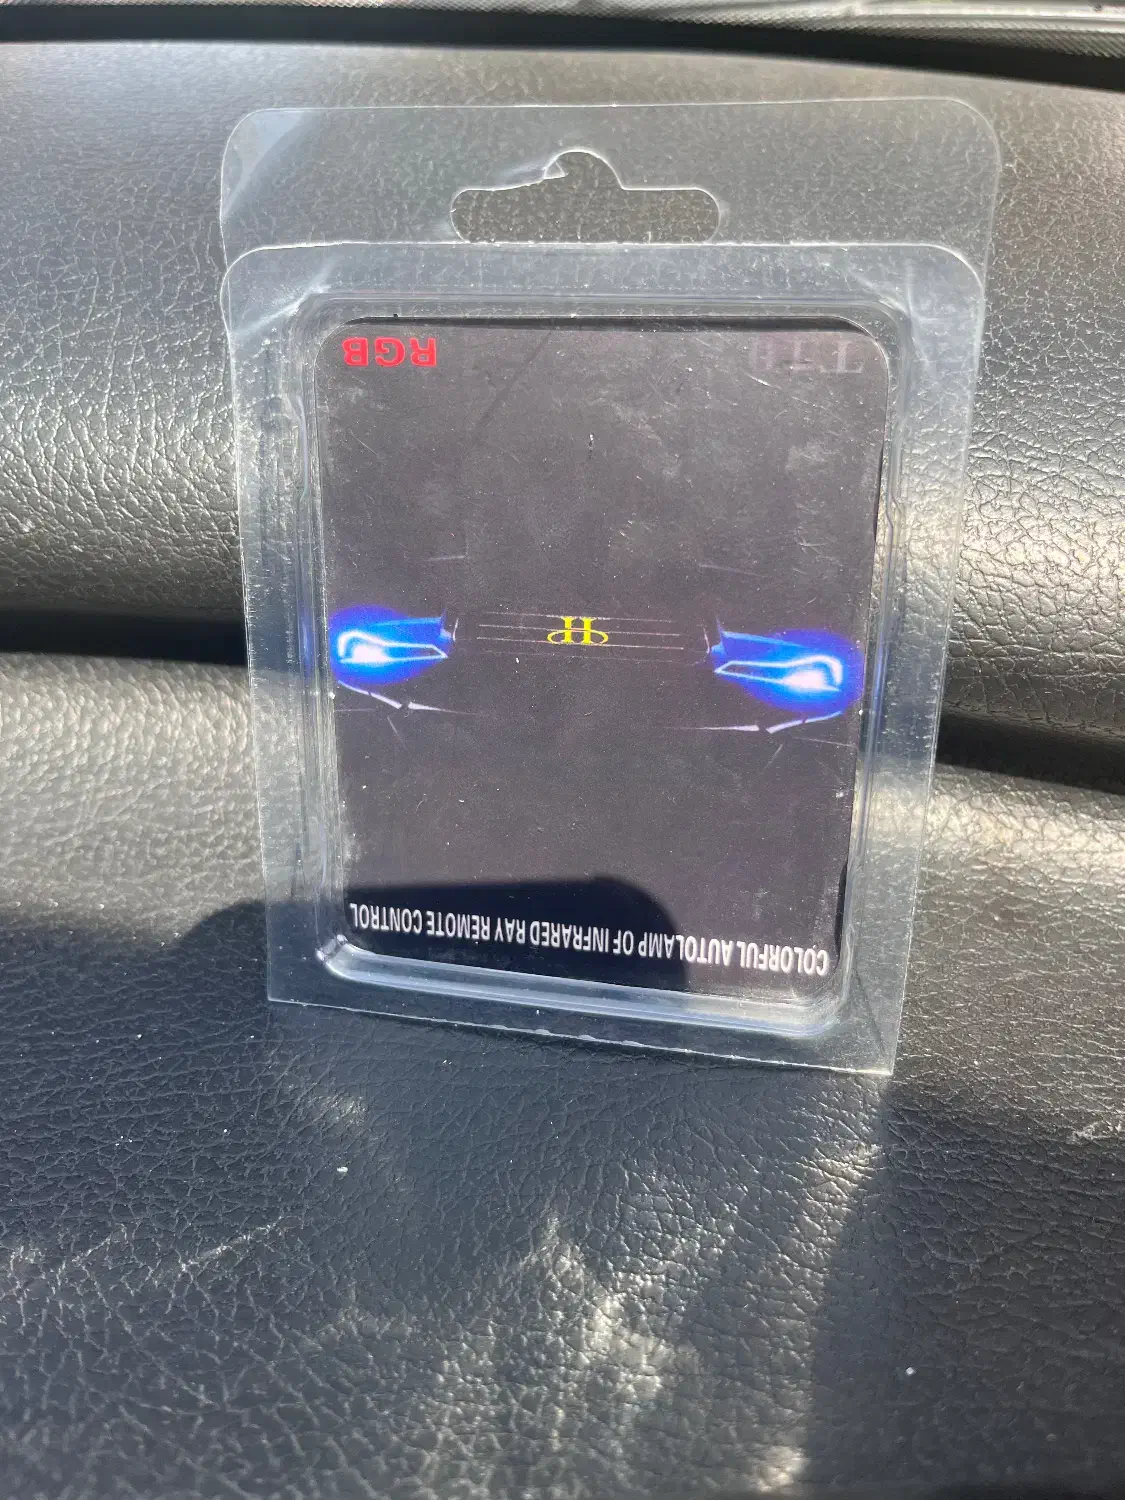 COLORFUL AUTOLAMP OF INFRARED RAY REMOTE CONTROL
RGB